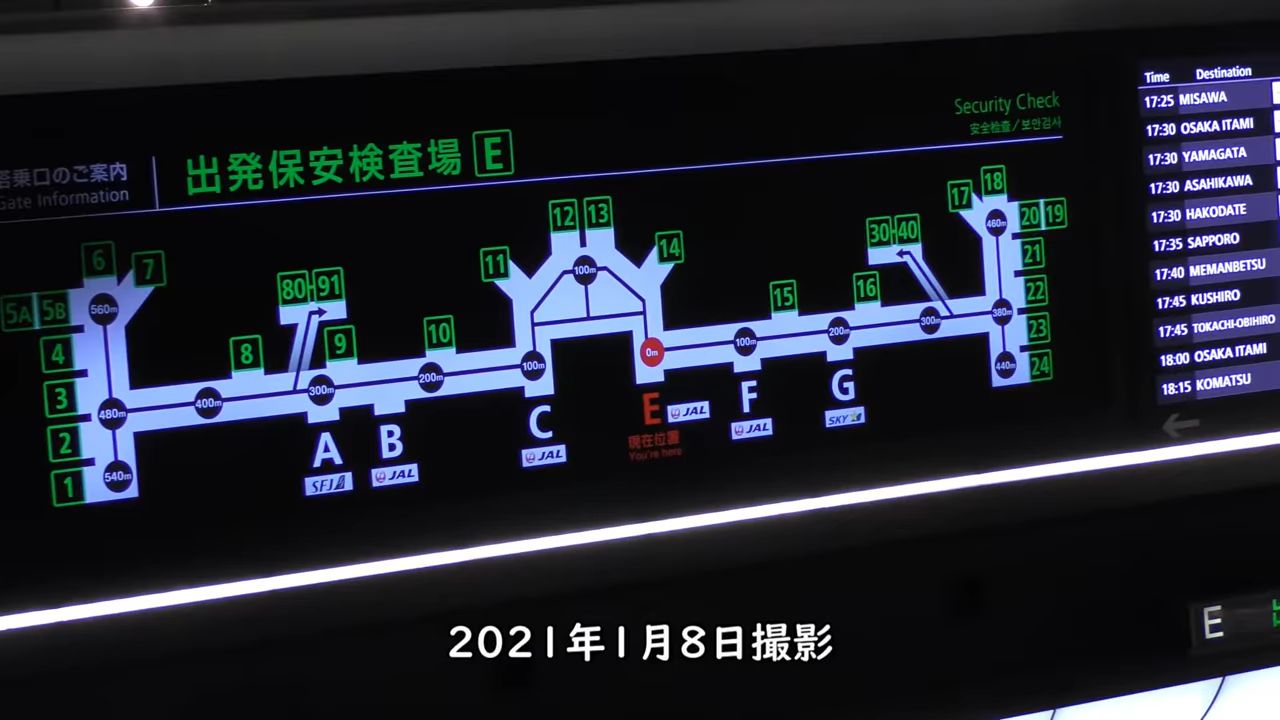 搭乗口のご案内
Gate Information
出発保安検査場 E
Security Check
安全检查/보안검사
6
7
5A 5B
560m
4
3
2
1
480m
540m
400m
8
80-91
9
300m
10
200m
11
12
13
14
100m
100m
0m
100m
15
200m
16
30-40
300m
17
18
460m
20 19
21
22
380m
23
24
440m
A
SFJ
B
JAL
C
JAL
E
JAL
現在位置
You're here
F
JAL
G
SKY
Time Destination
17:25 MISAWA
17:30 OSAKA ITAMI
17:30 YAMAGATA
17:30 ASAHIKAWA
17:30 HAKODATE
17:35 SAPPORO
17:40 MEMANBETSU
17:45 KUSHIRO
17:45 TOKACHI-OBIHIRO
18:00 OSAKA ITAMI
18:15 KOMATSU
E
2021年1月8日撮影